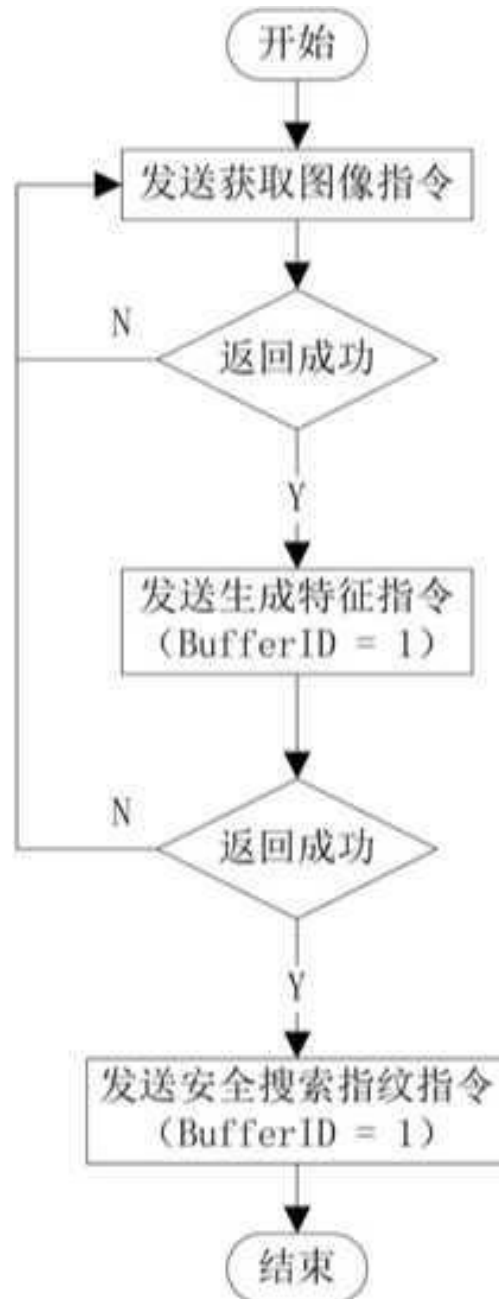 开始
发送获取图像指令
N
返回成功
Y
发送生成特征指令
（BufferID = 1）
N
返回成功
Y
发送安全搜索指纹指令
（BufferID = 1）
结束